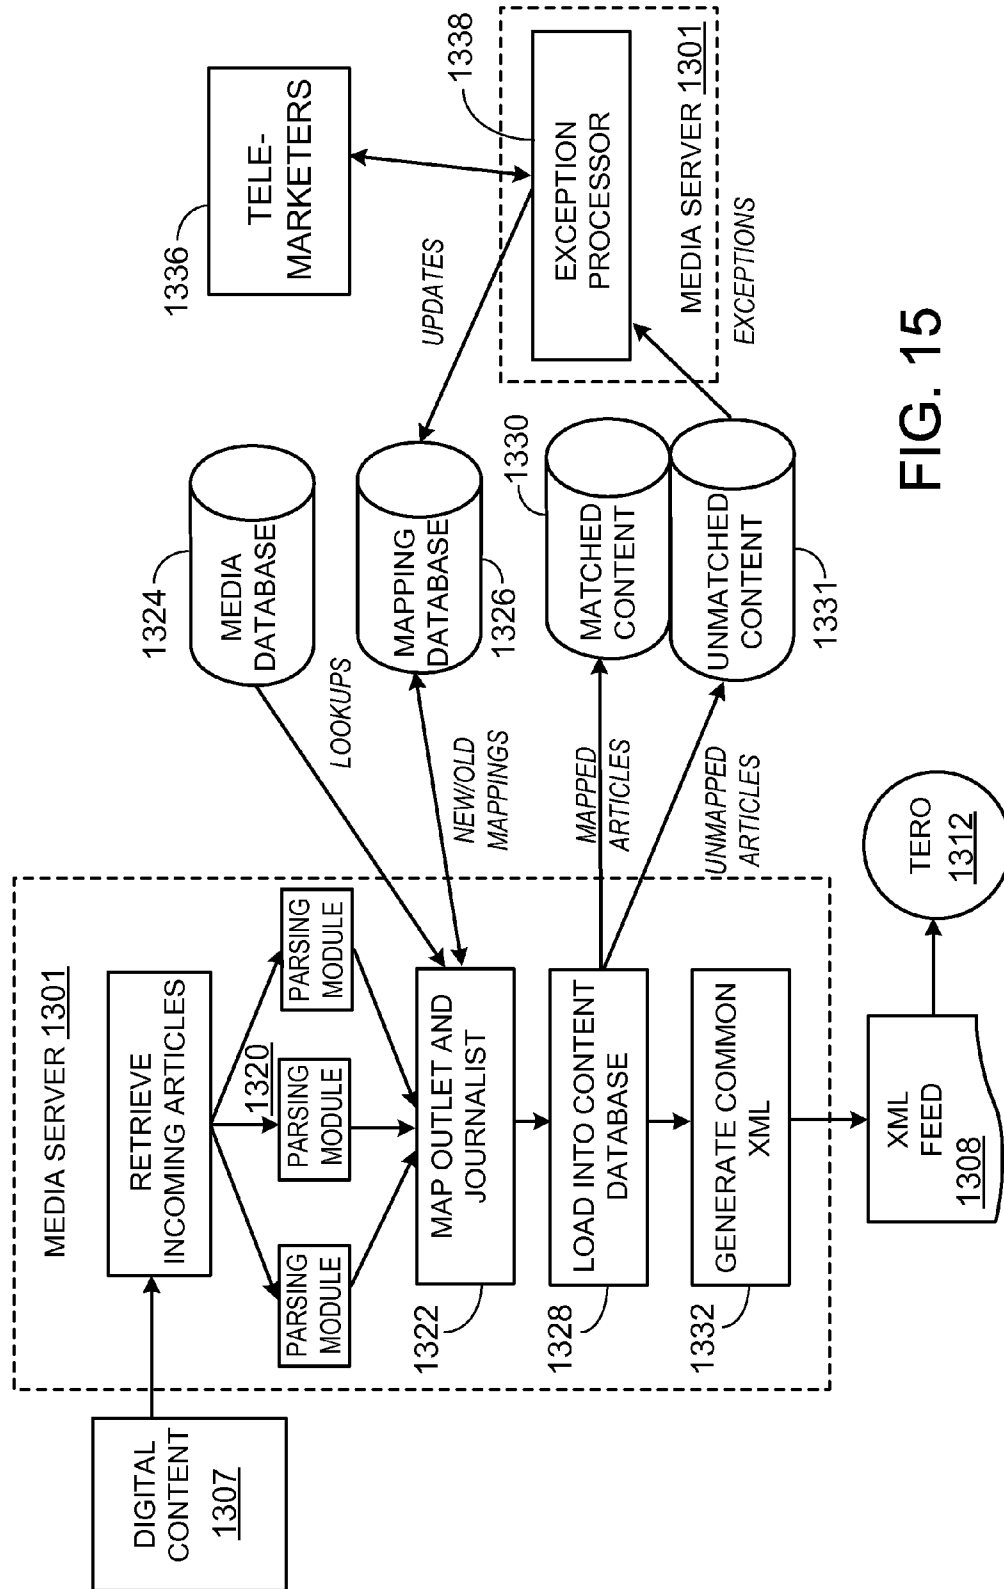 DIGITAL
CONTENT
1307
MEDIA SERVER 1301
RETRIEVE
INCOMING ARTICLES
PARSING
MODULE
1320
PARSING
MODULE
PARSING
MODULE
MAP OUTLET AND
JOURNALIST
1322
LOAD INTO CONTENT
DATABASE
1328
GENERATE COMMON
XML
1332
XML
FEED
1308
TERO
1312
LOOKUPS
NEW/OLD
MAPPINGS
MAPPED
ARTICLES
UNMAPPED
ARTICLES
1324
MEDIA
DATABASE
MAPPING
DATABASE
1326
1330
MATCHED
CONTENT
UNMATCHED
CONTENT
1331
UPDATES
EXCEPTIONS
1336
TELE-
MARKETERS
1338
EXCEPTION
PROCESSOR
MEDIA SERVER 1301
FIG. 15